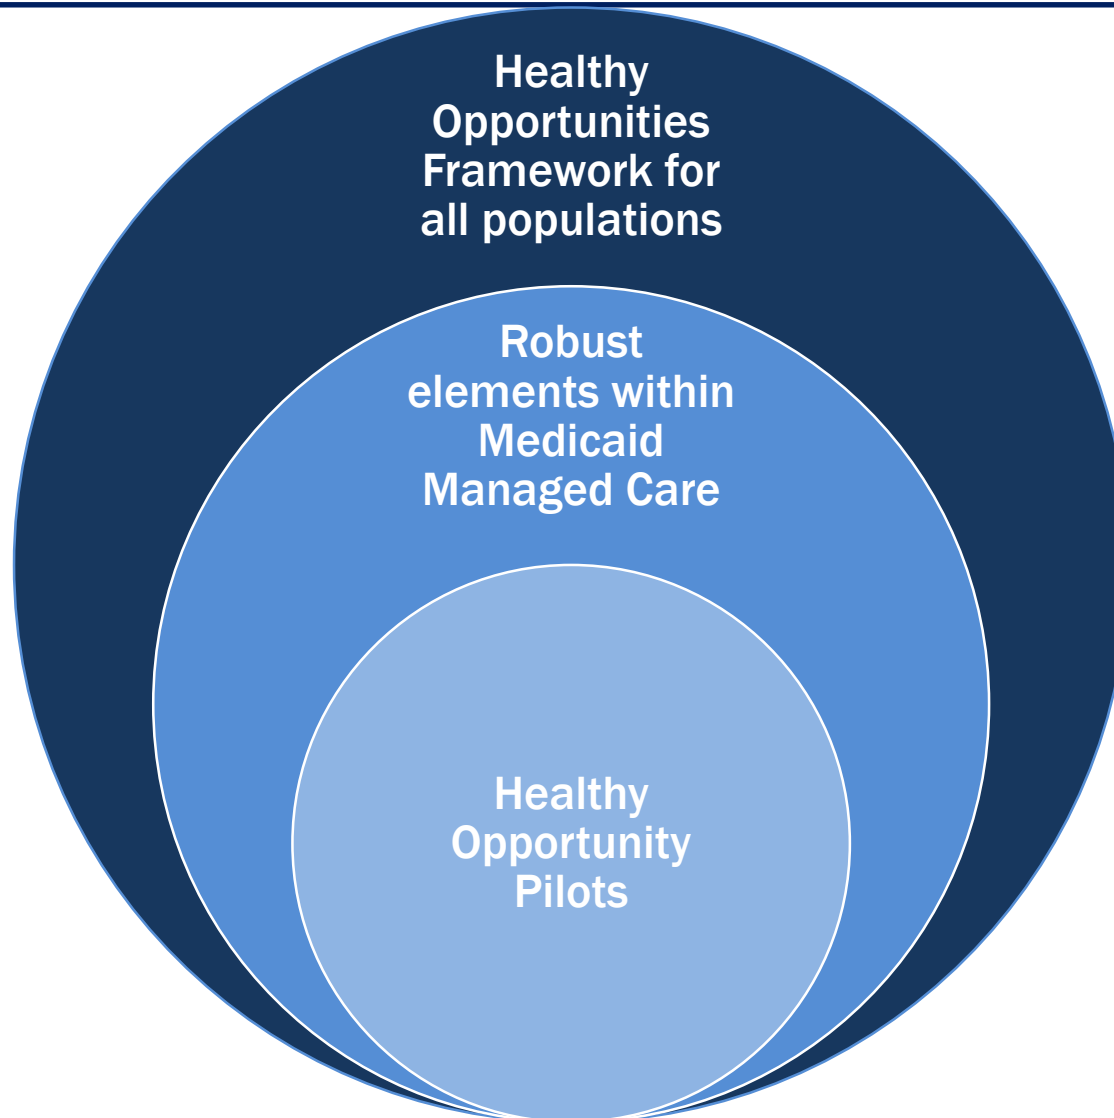 Healthy
Opportunities
Framework for
all populations
Robust
elements within
Medicaid
Managed Care
Healthy
Opportunity
Pilots